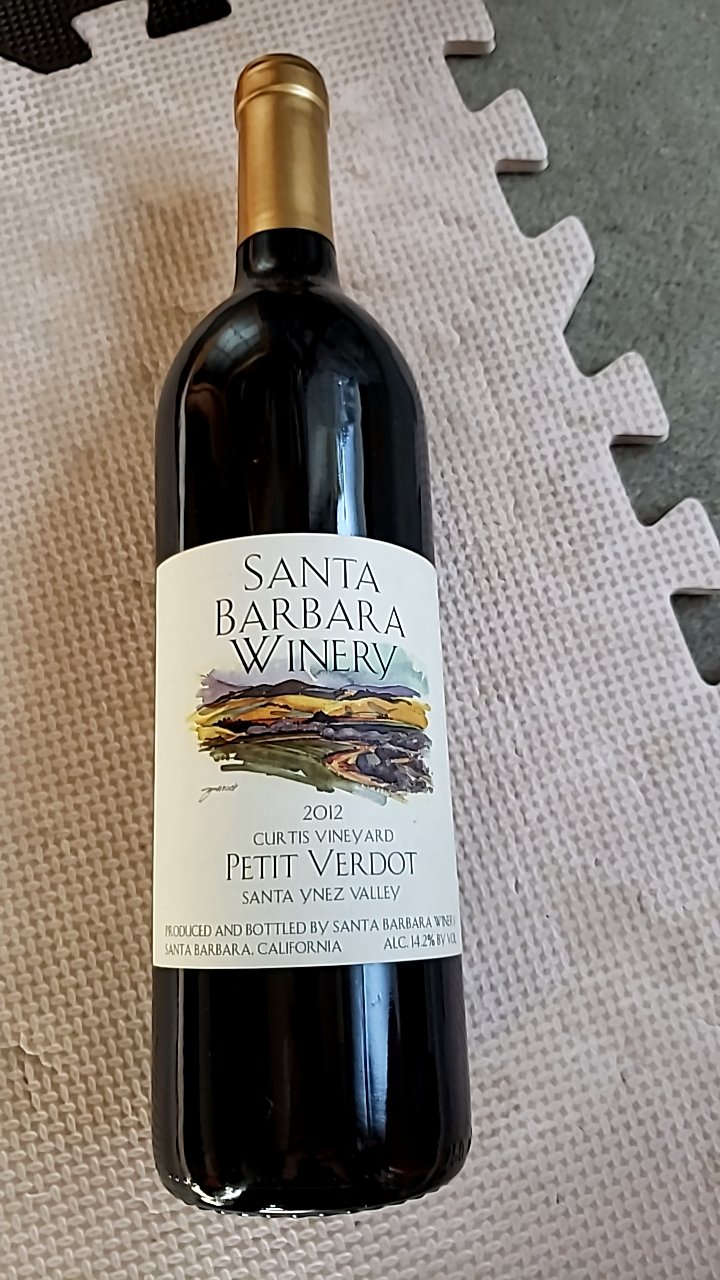 SANTA
BARBARA
WINERY
2012
CURTIS VINEYARD
PETIT VERDOT
SANTA YNEZ VALLEY
PRODUCED AND BOTTLED BY SANTA BARBARA WINERY
SANTA BARBARA, CALIFORNIA ALC. 14.2% BY VOL